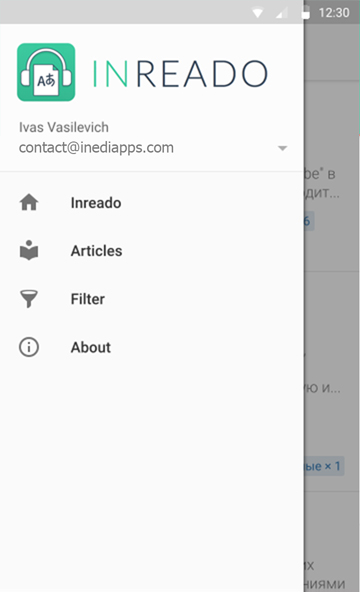 12:30
Aあ
INREADO
Ivas Vasilevich
contact@inediapps.com
Inreado
Articles
Filter
About
be" в
одит...
6
ую и...
ые × 1
их
ниями